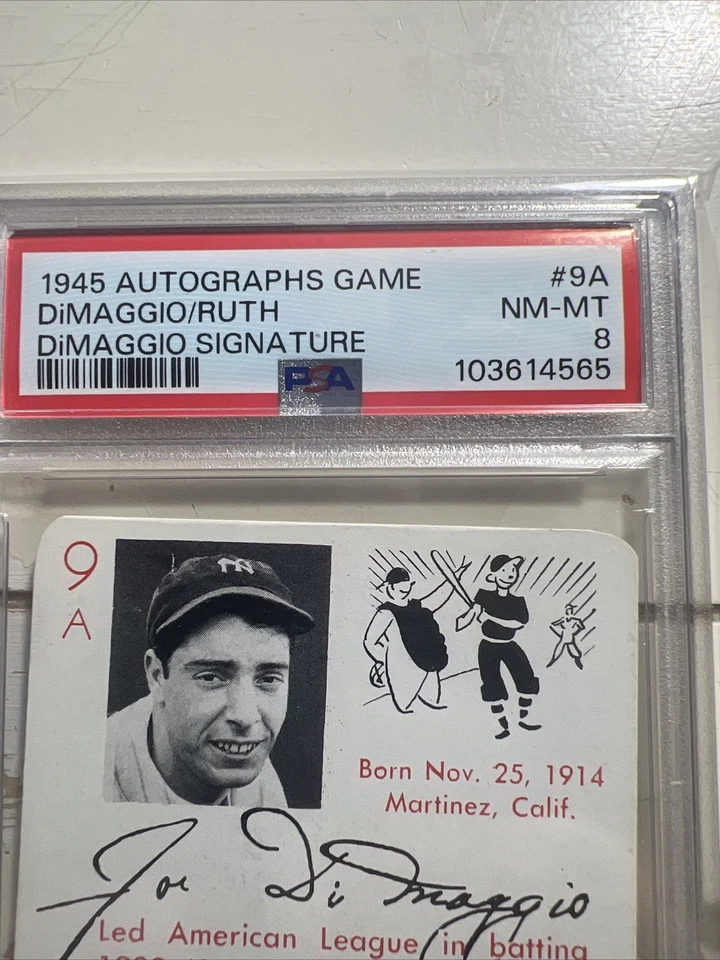 1945 AUTOGRAPHS GAME #9A
DiMAGGIO/RUTH NM-MT
DiMAGGIO SIGNATURE 8
PSA 103614565
9
A
NY
Born Nov. 25, 1914
Martinez, Calif.
Joe DiMaggio
Led American League in batting